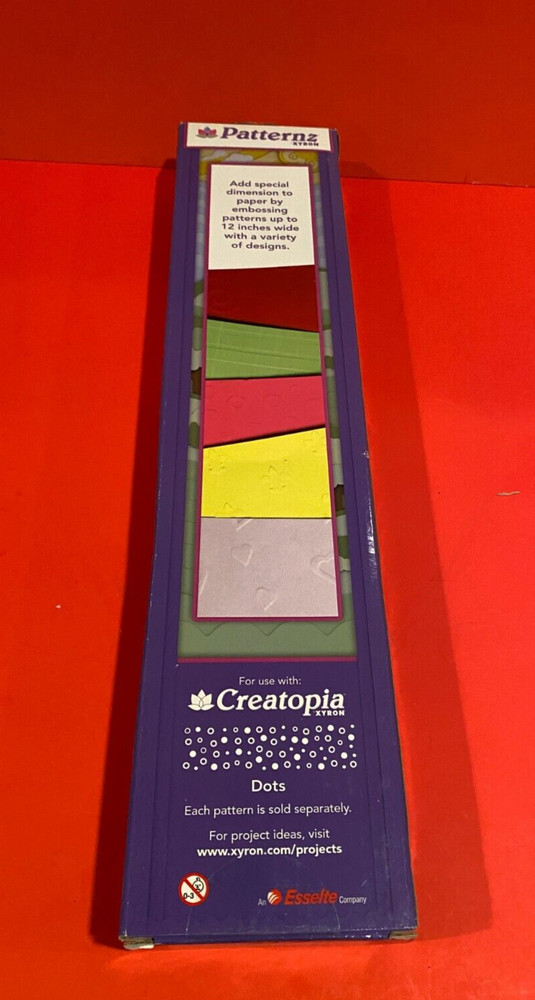 Patternz
XYRON
Add special
dimension to
paper by
embossing
patterns up to
12 inches wide
with a variety
of designs.
For use with:
Creatopia
XYRON
Dots
Each pattern is sold separately.
For project ideas, visit
www.xyron.com/projects
0-3
An Esselte Company